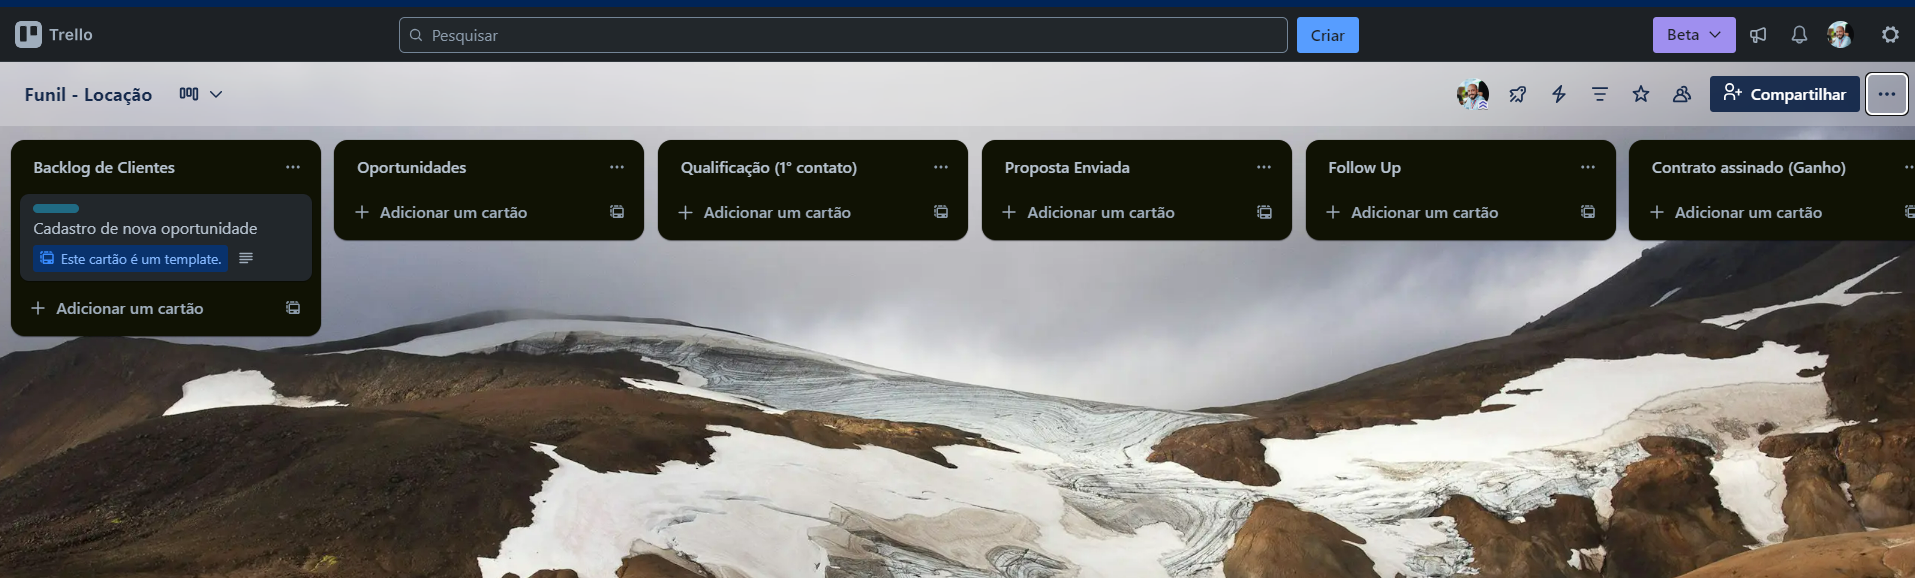 Trello
Pesquisar
Criar
Beta
Funil - Locação
Compartilhar
Backlog de Clientes
Cadastro de nova oportunidade
Este cartão é um template.
Adicionar um cartão
Oportunidades
Adicionar um cartão
Qualificação (1º contato)
Adicionar um cartão
Proposta Enviada
Adicionar um cartão
Follow Up
Adicionar um cartão
Contrato assinado (Ganho)
Adicionar um cartão